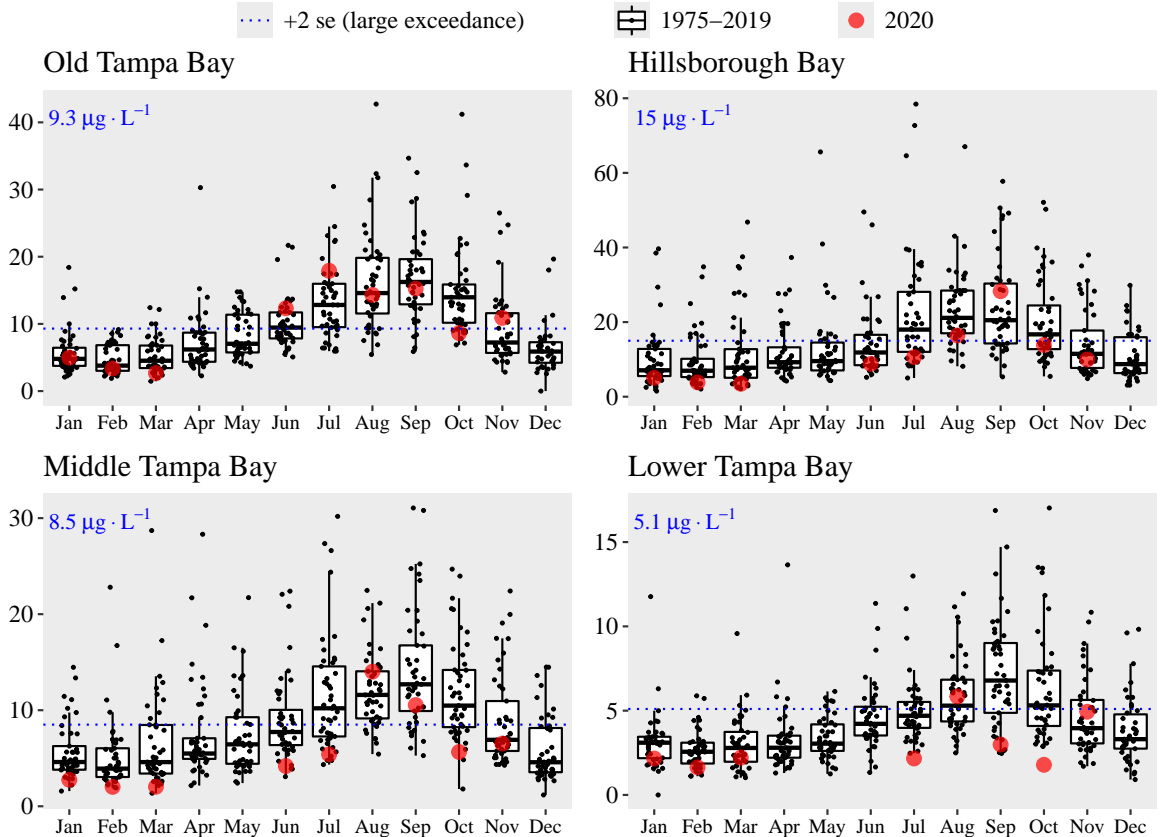 +2 se (large exceedance) 1975−2019 2020
Old Tampa Bay
9.3 μg ⋅ L⁻¹
40
30
20
10
0
Jan Feb Mar Apr May Jun Jul Aug Sep Oct Nov Dec
Hillsborough Bay
15 μg ⋅ L⁻¹
80
60
40
20
0
Jan Feb Mar Apr May Jun Jul Aug Sep Oct Nov Dec
Middle Tampa Bay
8.5 μg ⋅ L⁻¹
30
20
10
0
Jan Feb Mar Apr May Jun Jul Aug Sep Oct Nov Dec
Lower Tampa Bay
5.1 μg ⋅ L⁻¹
15
10
5
0
Jan Feb Mar Apr May Jun Jul Aug Sep Oct Nov Dec